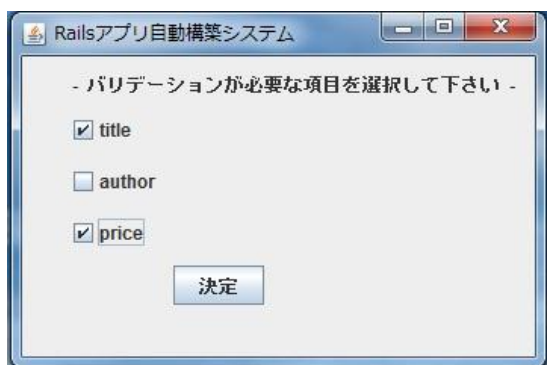 Railsアプリ自動構築システム
- バリデーションが必要な項目を選択して下さい -
title
author
price
決定